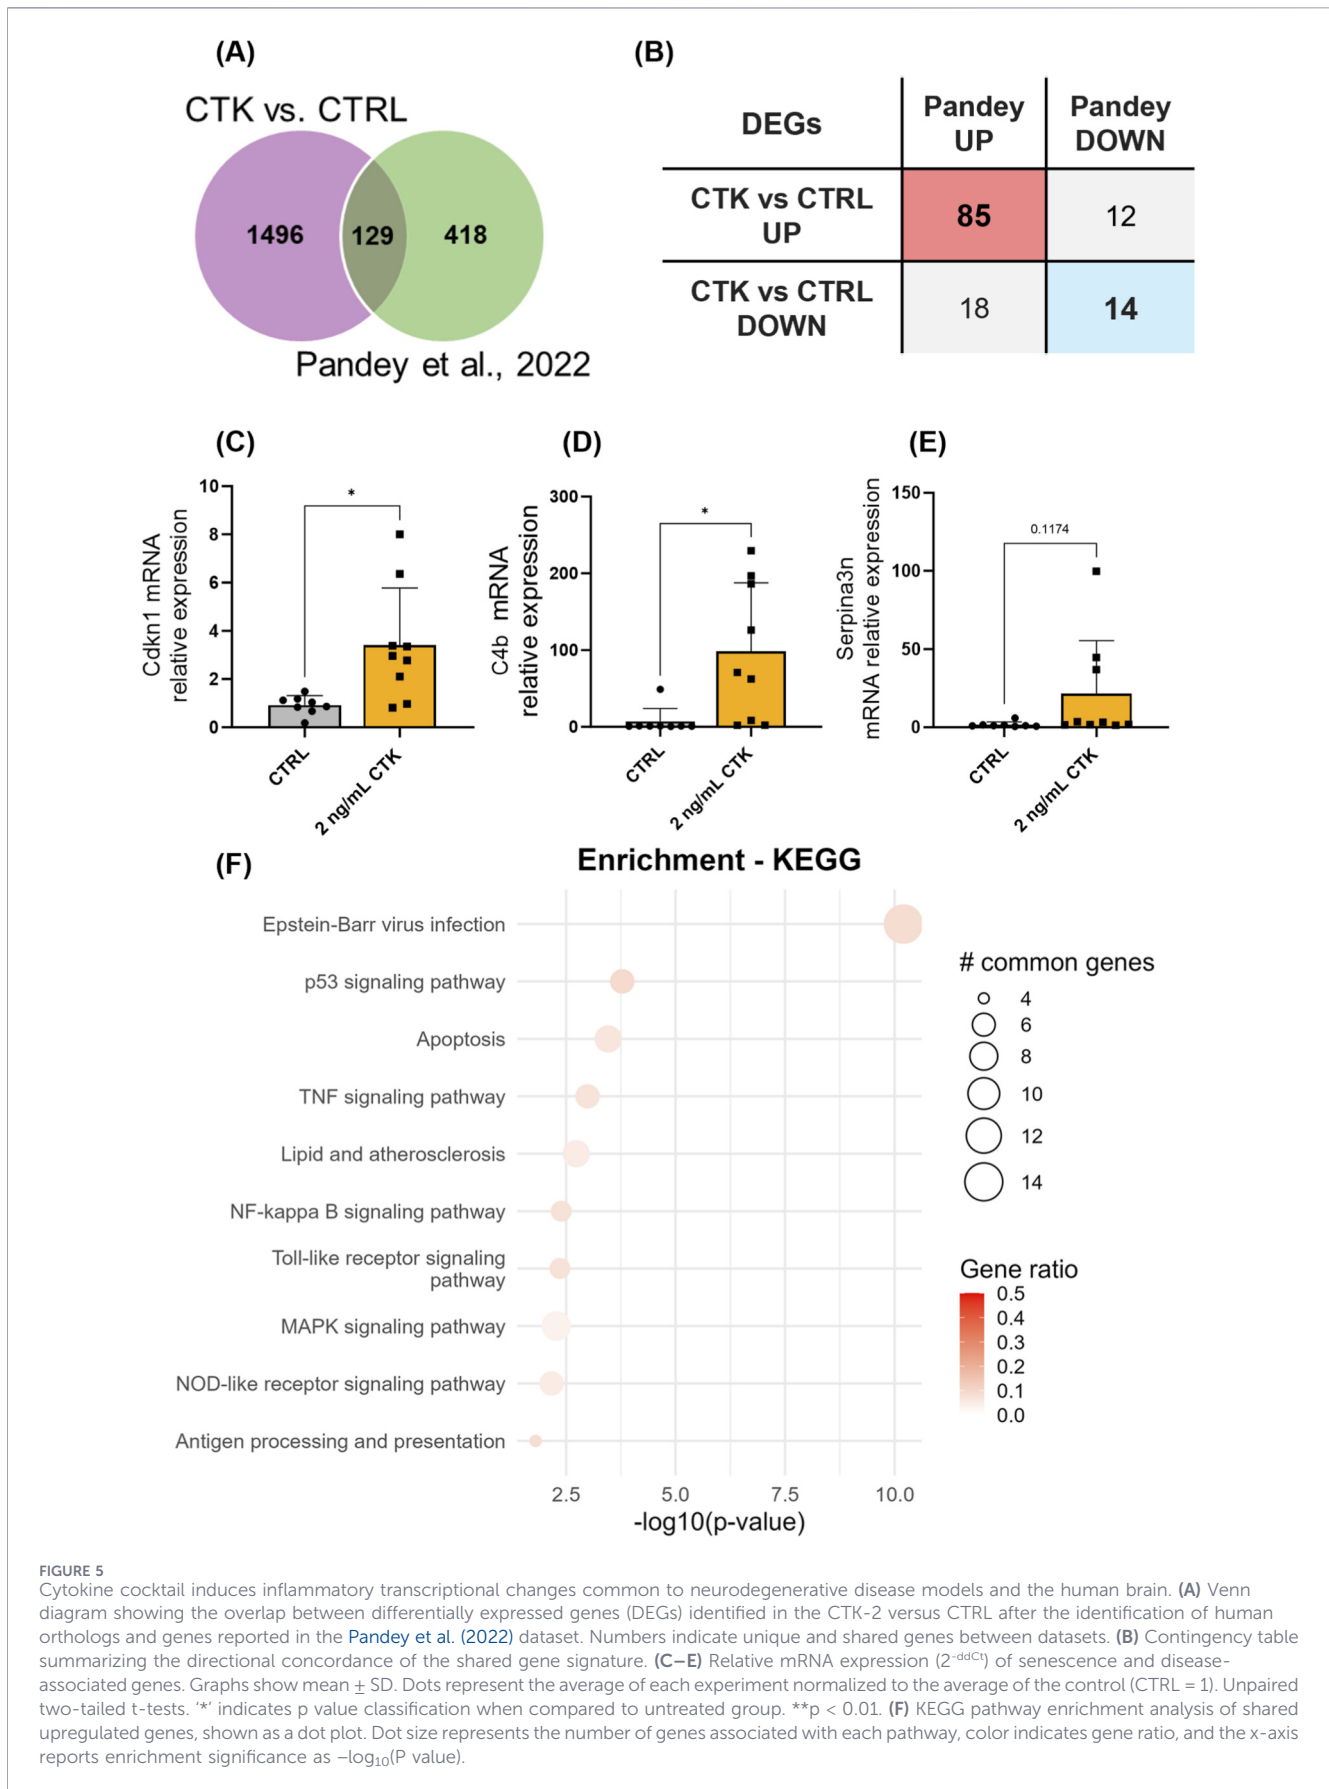 (A)
CTK vs. CTRL
1496
129
418
Pandey et al., 2022
(B)
DEGs
Pandey
UP
Pandey
DOWN
CTK vs CTRL
UP
85
12
CTK vs CTRL
DOWN
18
14
(C)
Cdkn1 mRNA
relative expression
10
8
6
4
2
0
*
CTRL
2 ng/mL CTK
(D)
C4b mRNA
relative expression
300
200
100
0
*
CTRL
2 ng/mL CTK
(E)
Serpina3n
mRNA relative expression
150
100
50
0
0.1174
CTRL
2 ng/mL CTK
(F)
Enrichment - KEGG
Epstein-Barr virus infection
p53 signaling pathway
Apoptosis
TNF signaling pathway
Lipid and atherosclerosis
NF-kappa B signaling pathway
Toll-like receptor signaling
pathway
MAPK signaling pathway
NOD-like receptor signaling pathway
Antigen processing and presentation
2.5 5.0 7.5 10.0
-log10(p-value)
# common genes
4
6
8
10
12
14
Gene ratio
0.5
0.4
0.3
0.2
0.1
0.0
FIGURE 5
Cytokine cocktail induces inflammatory transcriptional changes common to neurodegenerative disease models and the human brain. (A) Venn
diagram showing the overlap between differentially expressed genes (DEGs) identified in the CTK-2 versus CTRL after the identification of human
orthologs and genes reported in the Pandey et al. (2022) dataset. Numbers indicate unique and shared genes between datasets. (B) Contingency table
summarizing the directional concordance of the shared gene signature. (C–E) Relative mRNA expression (2-ddCt) of senescence and disease-
associated genes. Graphs show mean ± SD. Dots represent the average of each experiment normalized to the average of the control (CTRL = 1). Unpaired
two-tailed t-tests. ‘*’ indicates p value classification when compared to untreated group. **p < 0.01. (F) KEGG pathway enrichment analysis of shared
upregulated genes, shown as a dot plot. Dot size represents the number of genes associated with each pathway, color indicates gene ratio, and the x-axis
reports enrichment significance as –log10(P value).